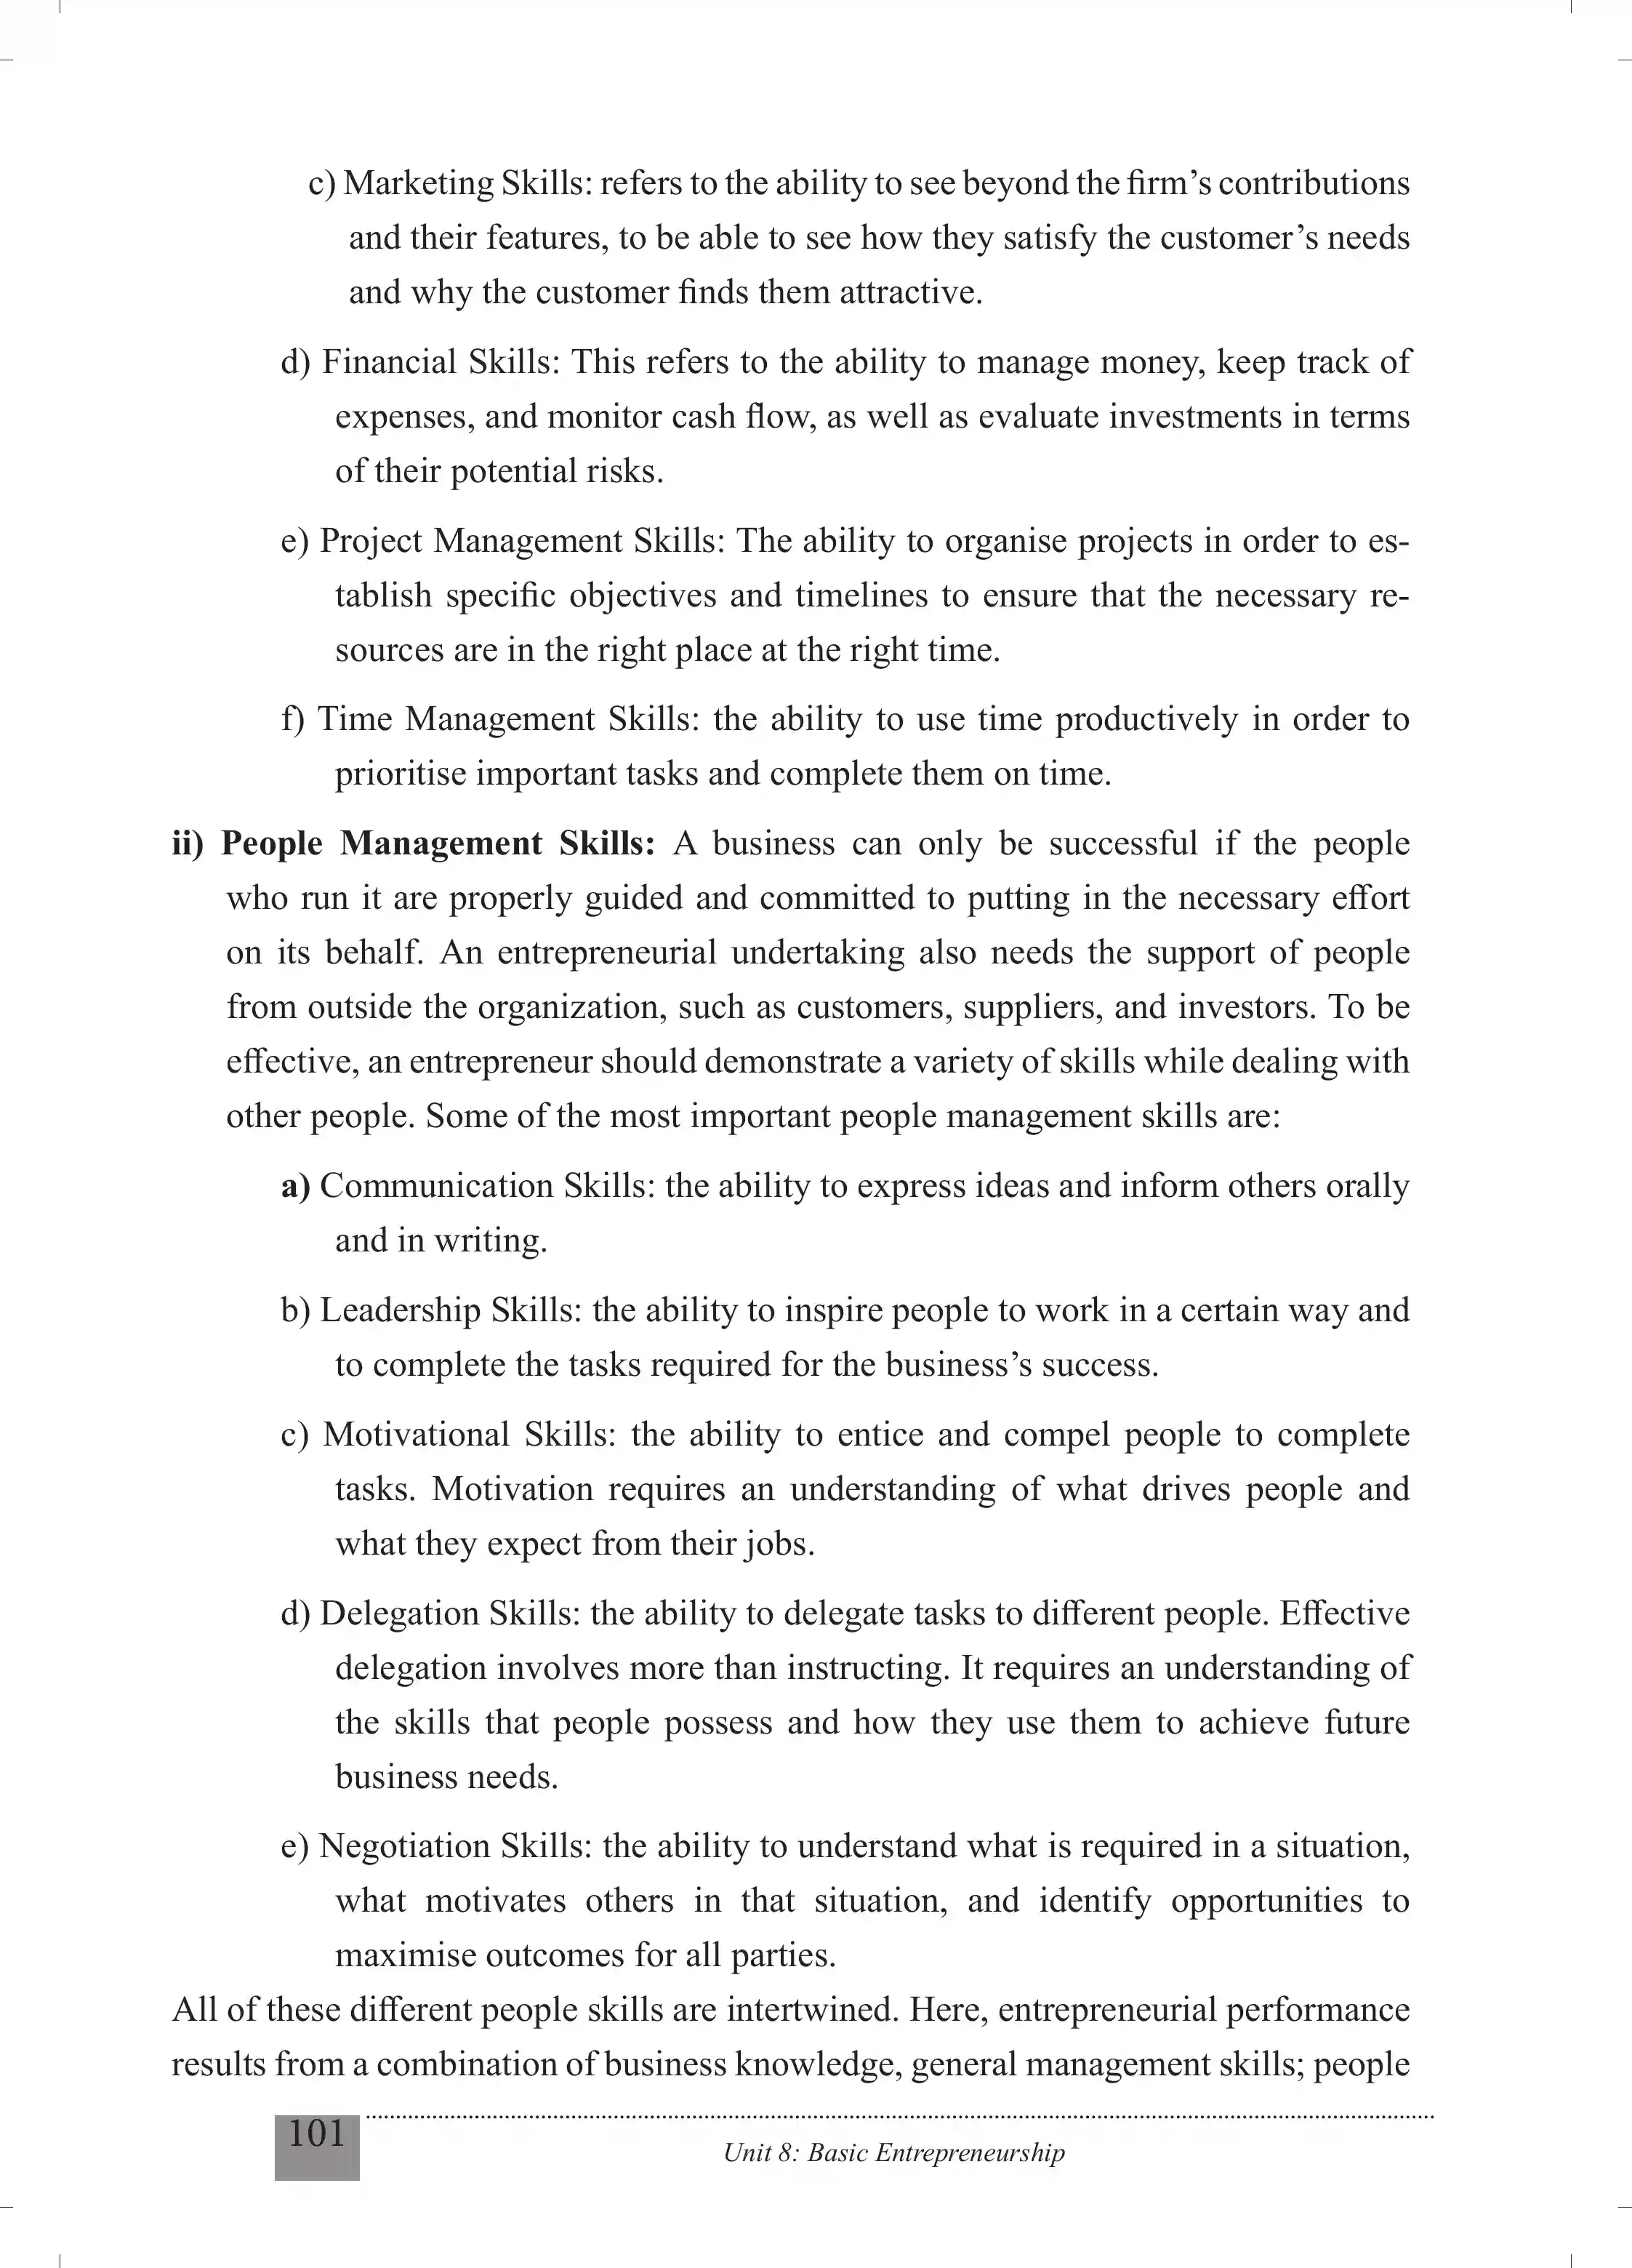 c) Marketing Skills: refers to the ability to see beyond the firm’s contributions
and their features, to be able to see how they satisfy the customer’s needs
and why the customer finds them attractive.
d) Financial Skills: This refers to the ability to manage money, keep track of
expenses, and monitor cash flow, as well as evaluate investments in terms
of their potential risks.
e) Project Management Skills: The ability to organise projects in order to es-
tablish specific objectives and timelines to ensure that the necessary re-
sources are in the right place at the right time.
f) Time Management Skills: the ability to use time productively in order to
prioritise important tasks and complete them on time.
ii) People Management Skills: A business can only be successful if the people
who run it are properly guided and committed to putting in the necessary effort
on its behalf. An entrepreneurial undertaking also needs the support of people
from outside the organization, such as customers, suppliers, and investors. To be
effective, an entrepreneur should demonstrate a variety of skills while dealing with
other people. Some of the most important people management skills are:
a) Communication Skills: the ability to express ideas and inform others orally
and in writing.
b) Leadership Skills: the ability to inspire people to work in a certain way and
to complete the tasks required for the business’s success.
c) Motivational Skills: the ability to entice and compel people to complete
tasks. Motivation requires an understanding of what drives people and
what they expect from their jobs.
d) Delegation Skills: the ability to delegate tasks to different people. Effective
delegation involves more than instructing. It requires an understanding of
the skills that people possess and how they use them to achieve future
business needs.
e) Negotiation Skills: the ability to understand what is required in a situation,
what motivates others in that situation, and identify opportunities to
maximise outcomes for all parties.
All of these different people skills are intertwined. Here, entrepreneurial performance
results from a combination of business knowledge, general management skills; people
101
Unit 8: Basic Entrepreneurship